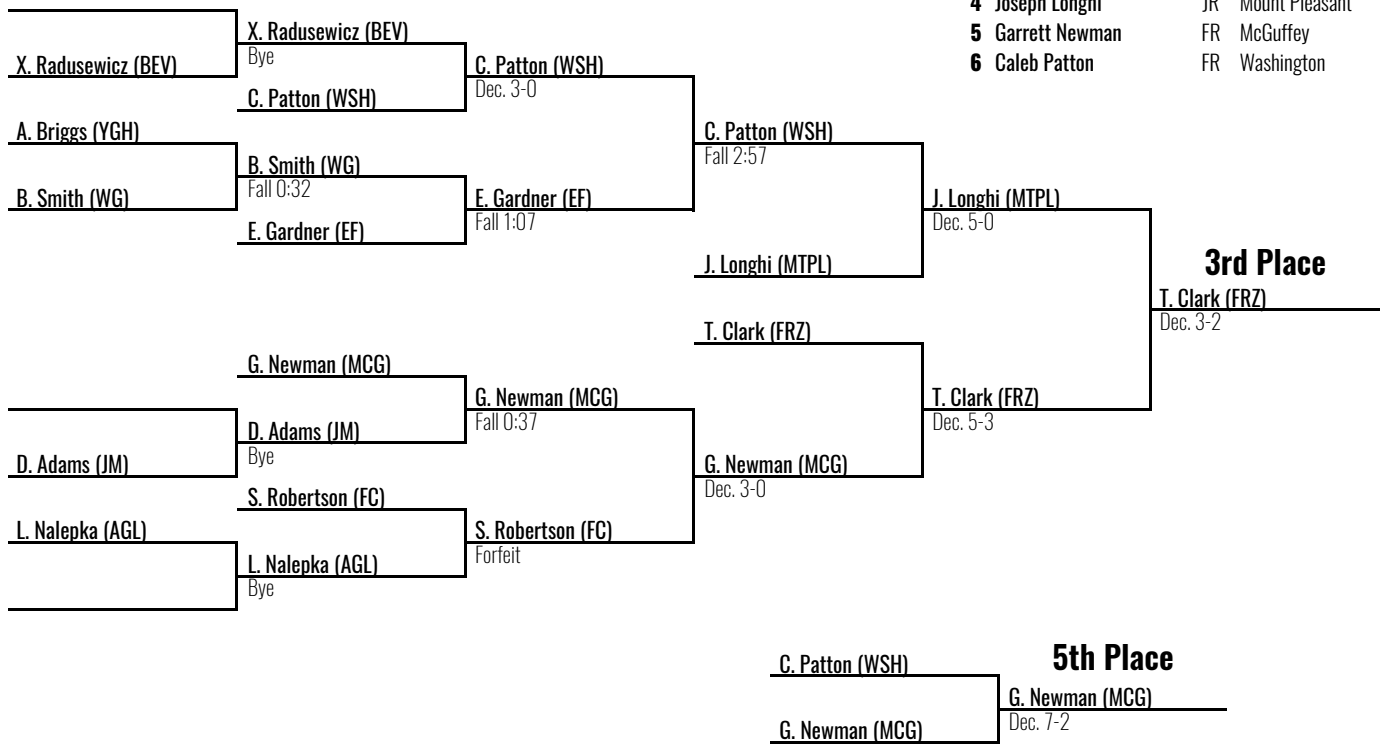 4 Joseph Longhi JR Mount Pleasant
5 Garrett Newman FR McGuffey
6 Caleb Patton FR Washington
X. Radusewicz (BEV)
X. Radusewicz (BEV)
Bye
C. Patton (WSH)
C. Patton (WSH)
Dec. 3-0
A. Briggs (YGH)
B. Smith (WG)
B. Smith (WG)
Fall 0:32
E. Gardner (EF)
E. Gardner (EF)
Fall 1:07
C. Patton (WSH)
Fall 2:57
J. Longhi (MTPL)
J. Longhi (MTPL)
Dec. 5-0
3rd Place
T. Clark (FRZ)
Dec. 3-2
T. Clark (FRZ)
T. Clark (FRZ)
Dec. 5-3
G. Newman (MCG)
G. Newman (MCG)
Fall 0:37
D. Adams (JM)
D. Adams (JM)
Bye
G. Newman (MCG)
Dec. 3-0
S. Robertson (FC)
S. Robertson (FC)
Forfeit
L. Nalepka (AGL)
L. Nalepka (AGL)
Bye
5th Place
C. Patton (WSH)
G. Newman (MCG)
G. Newman (MCG)
Dec. 7-2